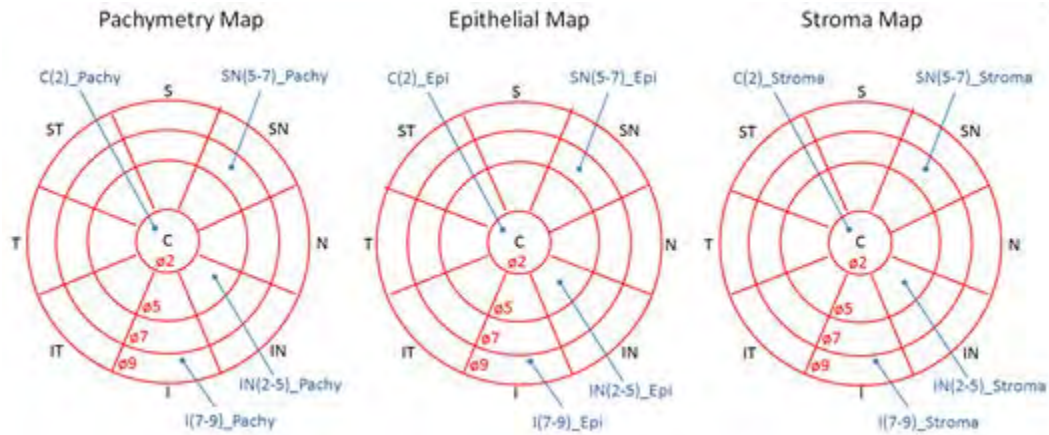 Pachymetry Map
Epithelial Map
Stroma Map
C(2)_Pachy
SN(5-7)_Pachy
C(2)_Epi
SN(5-7)_Epi
C(2)_Stroma
SN(5-7)_Stroma
S
S
S
ST
SN
ST
SN
ST
SN
T
C
N
T
C
N
T
C
N
ø2
ø2
ø2
ø5
ø5
ø5
ø7
ø7
ø7
IT
IN
IT
IN
IT
IN
ø9
ø9
ø9
IN(2-5)_Pachy
IN(2-5)_Epi
IN(2-5)_Stroma
I
I
I
I(7-9)_Pachy
I(7-9)_Epi
I(7-9)_Stroma